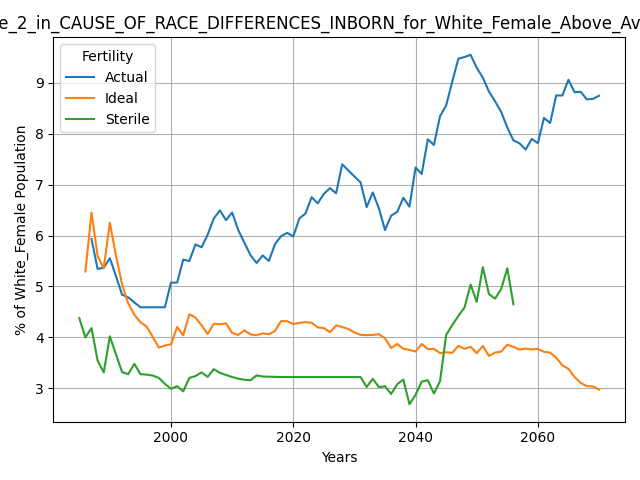 e_2_in_CAUSE_OF_RACE_DIFFERENCES_INBORN_for_White_Female_Above_Av
Fertility
Actual
Ideal
Sterile
% of White_Female Population
9
8
7
6
5
4
3
2000
2020
2040
2060
Years